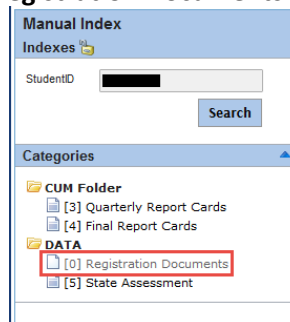 Manual Index
Indexes
StudentID
Search
Categories
CUM Folder
[3] Quarterly Report Cards
[4] Final Report Cards
DATA
[0] Registration Documents
[5] State Assessment